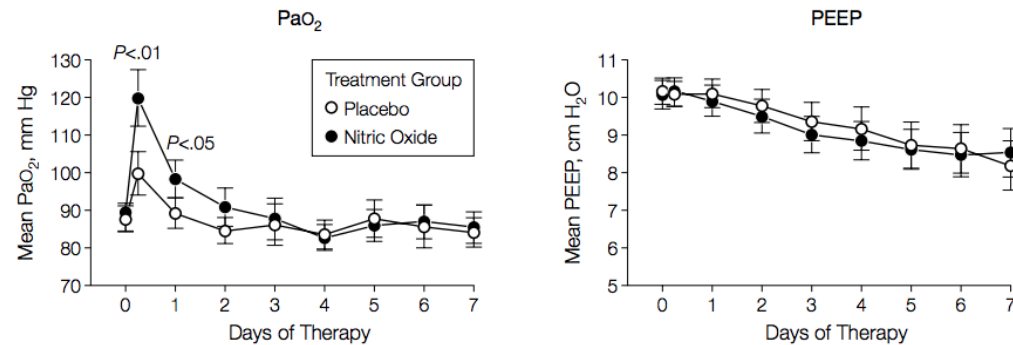 PaO₂
P<.01
P<.05
130
120
110
100
90
80
70
Mean PaO₂, mm Hg
Treatment Group
Placebo
Nitric Oxide
0 1 2 3 4 5 6 7
Days of Therapy
PEEP
11
10
9
8
7
6
5
Mean PEEP, cm H₂O
0 1 2 3 4 5 6 7
Days of Therapy